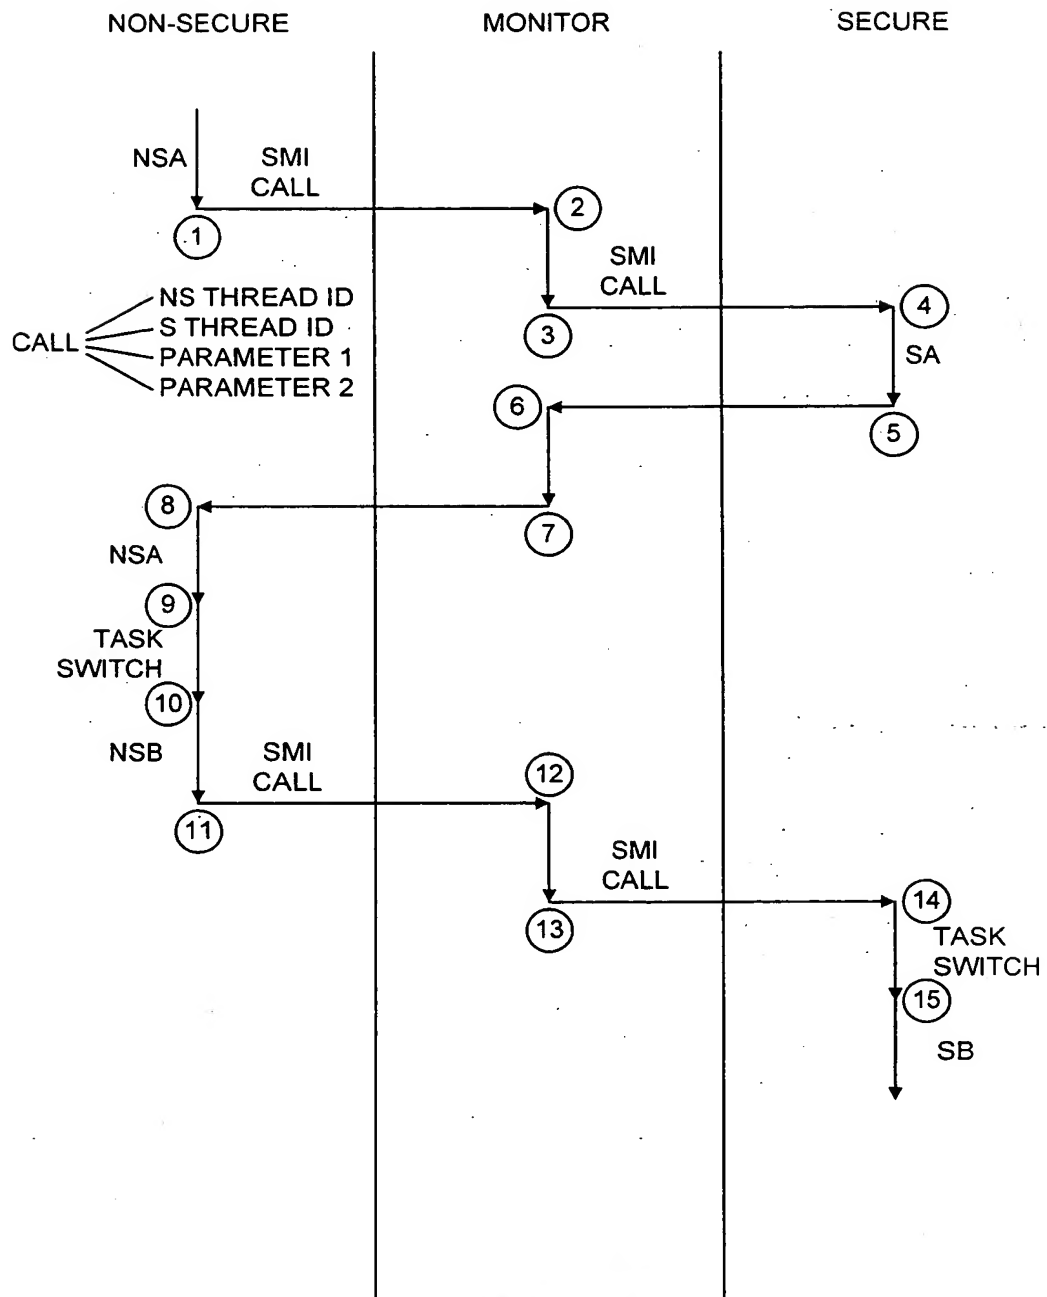 NON-SECURE
MONITOR
SECURE
NSA
SMI
CALL
1
2
SMI
CALL
3
4
CALL
NS THREAD ID
S THREAD ID
PARAMETER 1
PARAMETER 2
SA
6
5
8
7
NSA
9
TASK
SWITCH
10
NSB
SMI
CALL
12
11
SMI
CALL
13
14
TASK
SWITCH
15
SB